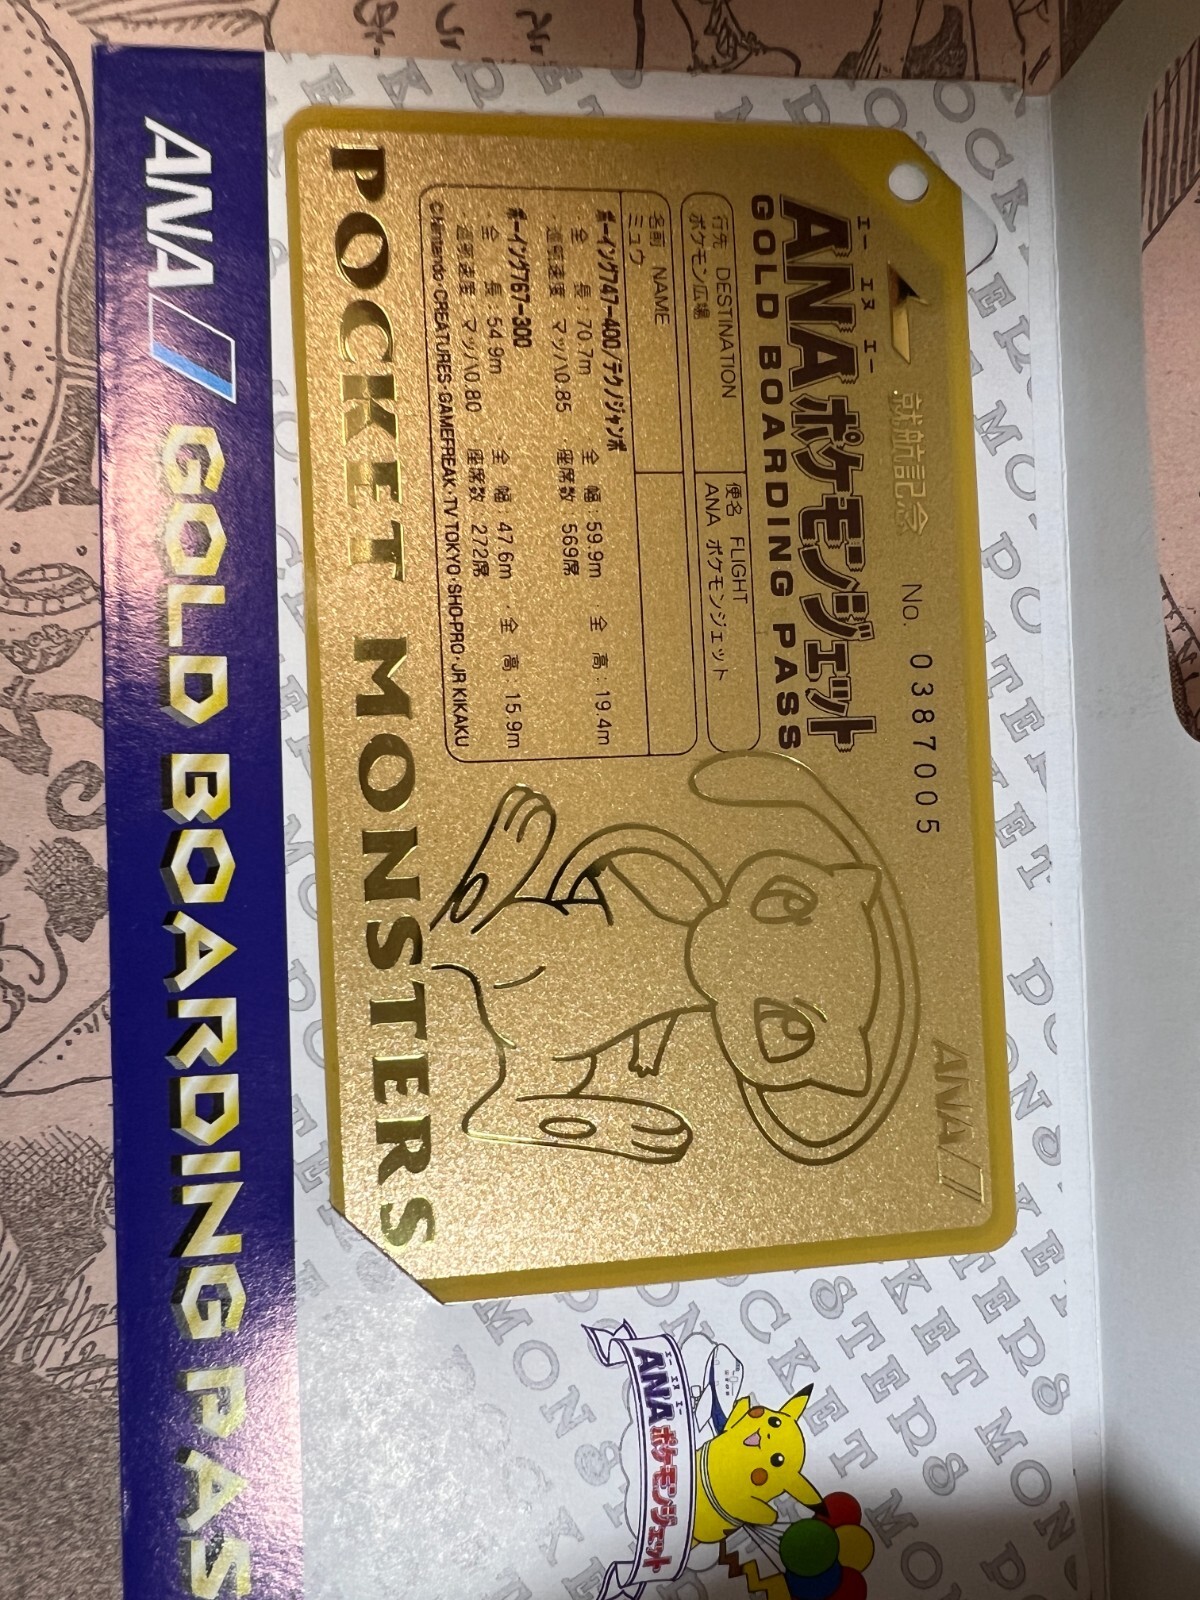 就航記念 No. 0387005
エー エヌ エー
ANAポケモンジェット
GOLD BOARDING PASS
行先 DESTINATION
ポケモン広場
便名 FLIGHT
ANA ポケモンジェット
名前 NAME
ミュウ
ボーイング747-400/テクノジャンボ
・全 長:70.7m ・全 幅:59.9m ・全 高:19.4m
・巡航速度 マッハ0.85 ・座席数 569席
ボーイング767-300
・全 長:54.9m ・全 幅:47.6m ・全 高:15.9m
・巡航速度 マッハ0.80 ・座席数 272席
©Nintendo・CREATURES・GAMEFREAK・TV TOKYO・SHO-PRO・JR KIKAKU
POCKET MONSTERS
ANA
エー エヌ エー
ANAポケモンジェット
ANA GOLD BOARDING PAS